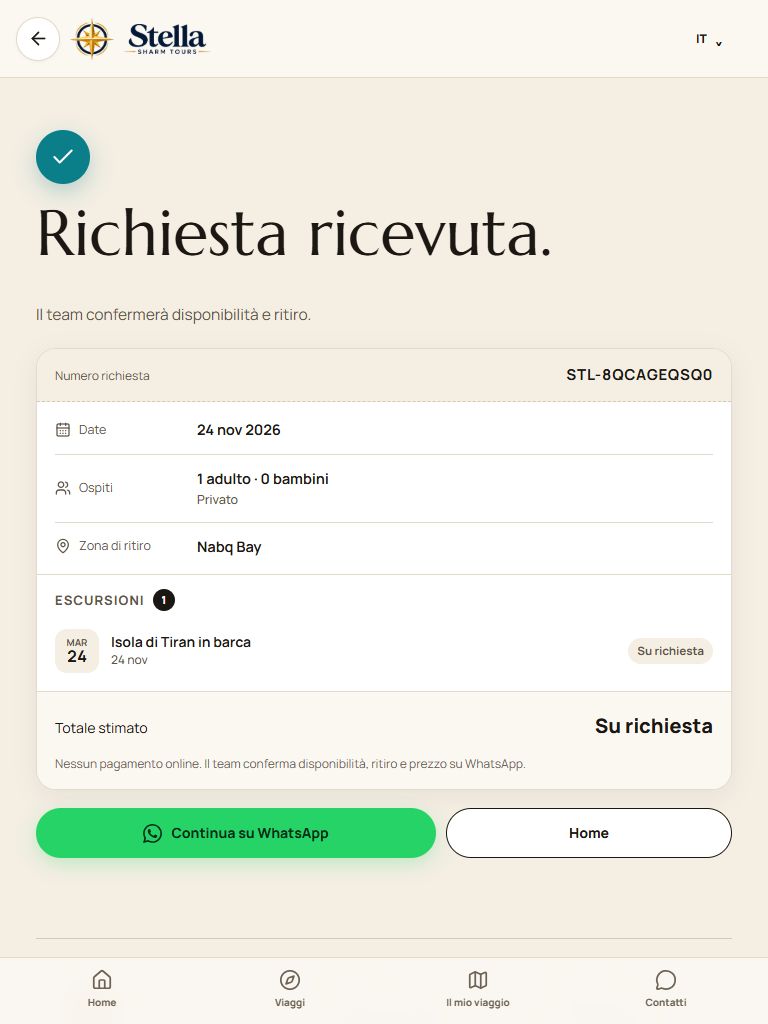 Stella
SHARM TOURS
IT
Richiesta ricevuta.
Il team confermerà disponibilità e ritiro.
Numero richiesta
STL-8QCAGEQSQ0
Date
24 nov 2026
Ospiti
1 adulto · 0 bambini
Privato
Zona di ritiro
Nabq Bay
ESCURSIONI 1
MAR
24
Isola di Tiran in barca
24 nov
Su richiesta
Totale stimato
Su richiesta
Nessun pagamento online. Il team conferma disponibilità, ritiro e prezzo su WhatsApp.
Continua su WhatsApp
Home
Home
Viaggi
Il mio viaggio
Contatti